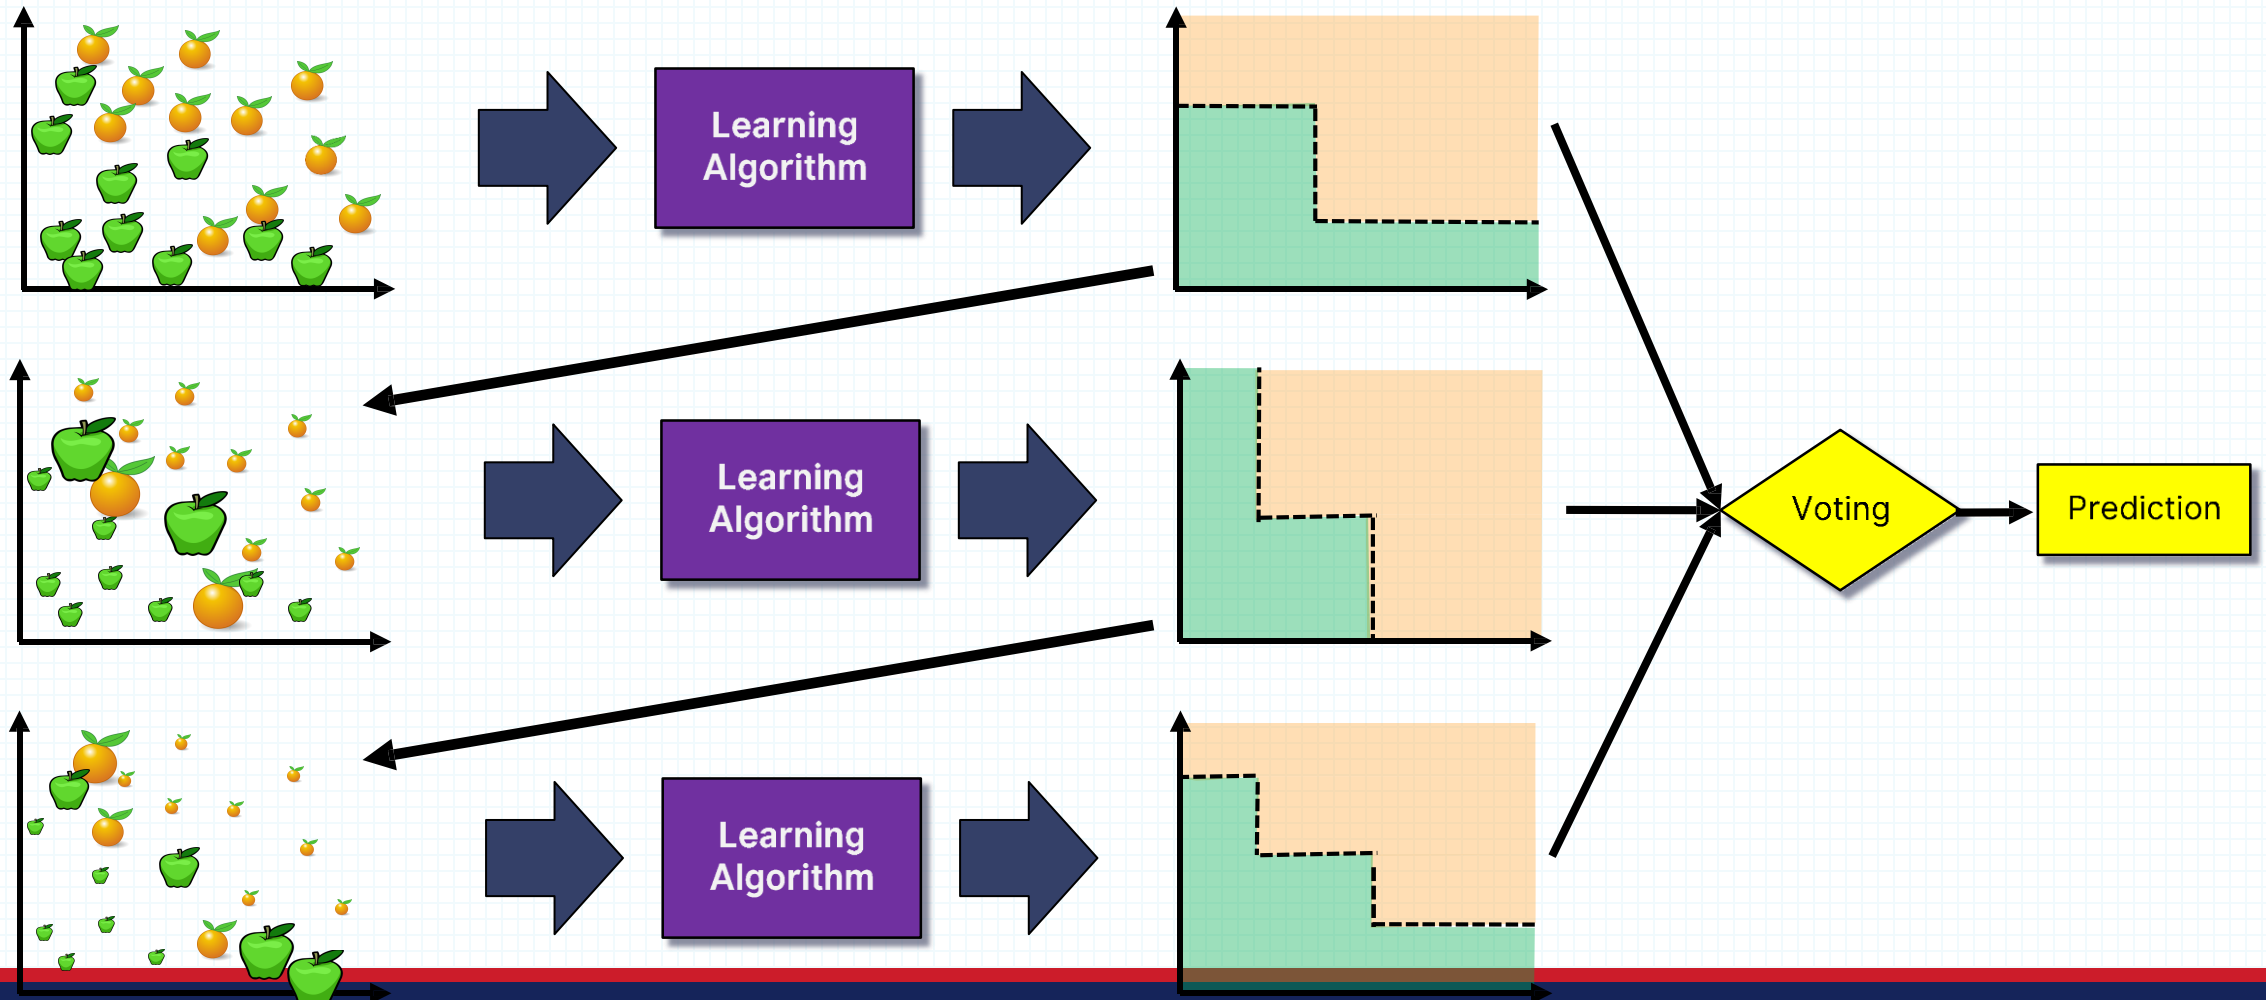 Learning
Algorithm
Learning
Algorithm
Voting
Prediction
Learning
Algorithm